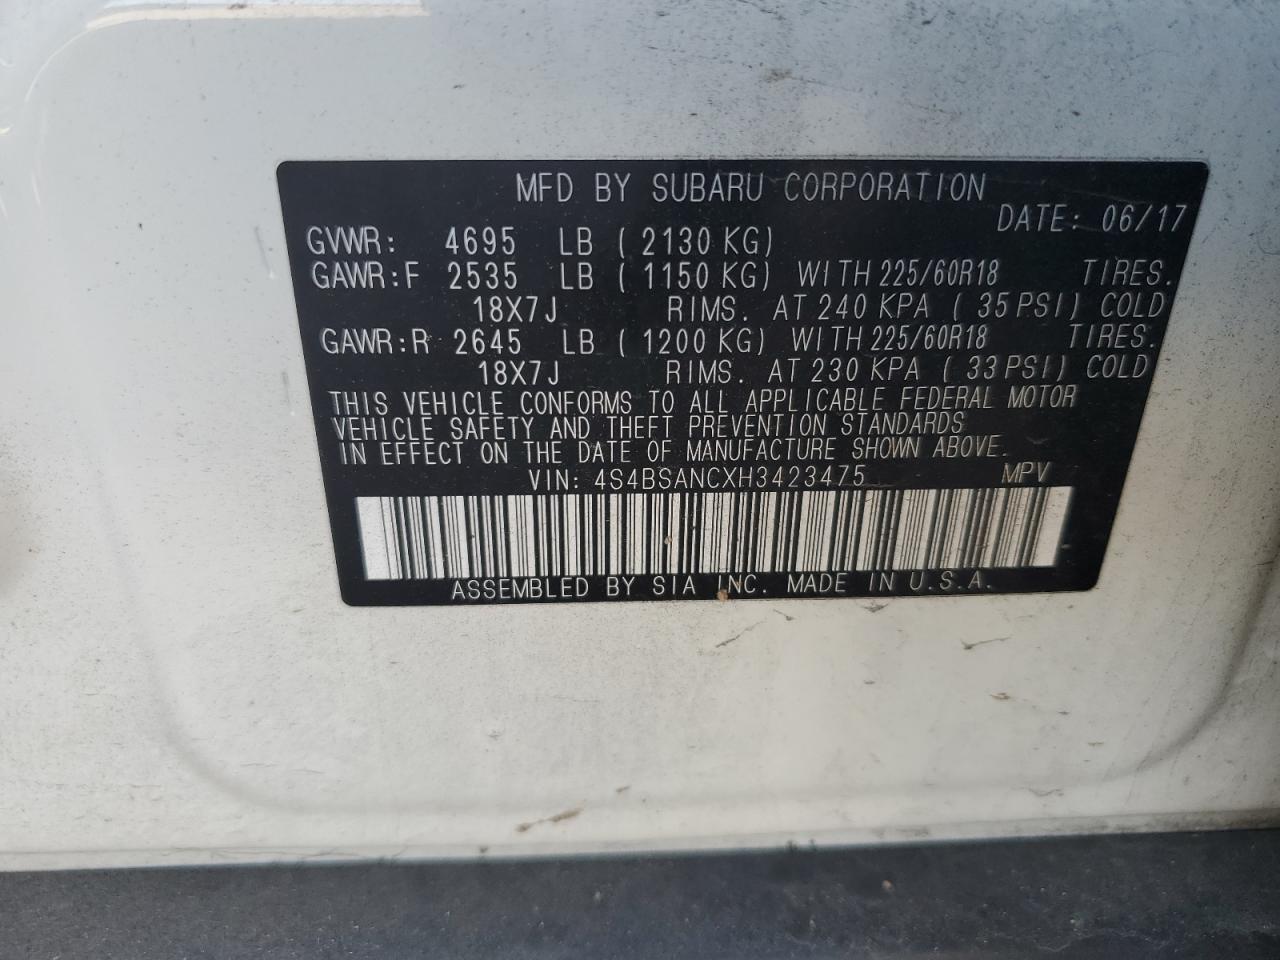 MFD BY SUBARU CORPORATION
DATE: 06/17
GVWR: 4695 LB ( 2130 KG)
GAWR:F 2535 LB ( 1150 KG) WITH 225/60R18 TIRES.
18X7J RIMS. AT 240 KPA ( 35 PSI) COLD
GAWR:R 2645 LB ( 1200 KG) WITH 225/60R18 TIRES.
18X7J RIMS. AT 230 KPA ( 33 PSI) COLD
THIS VEHICLE CONFORMS TO ALL APPLICABLE FEDERAL MOTOR
VEHICLE SAFETY AND THEFT PREVENTION STANDARDS
IN EFFECT ON THE DATE OF MANUFACTURE SHOWN ABOVE.
VIN: 4S4BSANCXH3423475 MPV
ASSEMBLED BY SIA INC. MADE IN U.S.A.